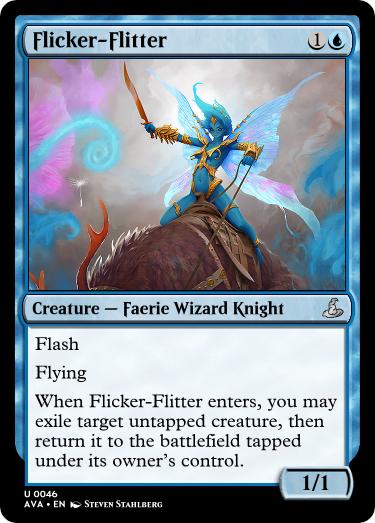 Flicker-Flitter 1
Creature — Faerie Wizard Knight
Flash
Flying
When Flicker-Flitter enters, you may
exile target untapped creature, then
return it to the battlefield tapped
under its owner's control.
1/1
U 0046
AVA • EN Steven Stahlberg